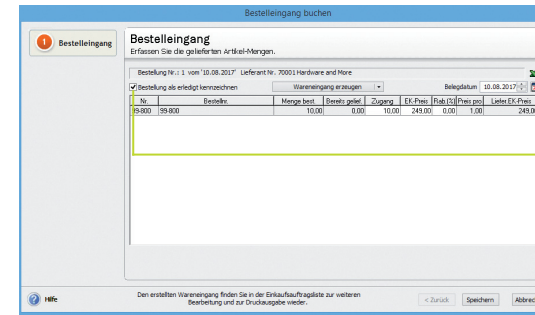 Bestelleingang buchen
1 Bestelleingang
Bestelleingang
Erfassen Sie die gelieferten Artikel-Mengen.
Bestellung Nr.: 1 vom '10.08.2017' Lieferant Nr. 70001 Hardware and More
Bestellung als erledigt kennzeichnen Wareneingang erzeugen Belegdatum 10.08.2017
Nr. Bestellnr. Menge best. Bereits gelief. Zugang EK-Preis Rab.(%) Preis pro Liefer.EK-Preis
99-800 99-800 10,00 0,00 10,00 249,00 0,00 1,00 249,0
Hilfe
Den erstellten Wareneingang finden Sie in der Einkaufsauftragsliste zur weiteren
Bearbeitung und zur Druckausgabe wieder.
< Zurück Speichern Abbrec